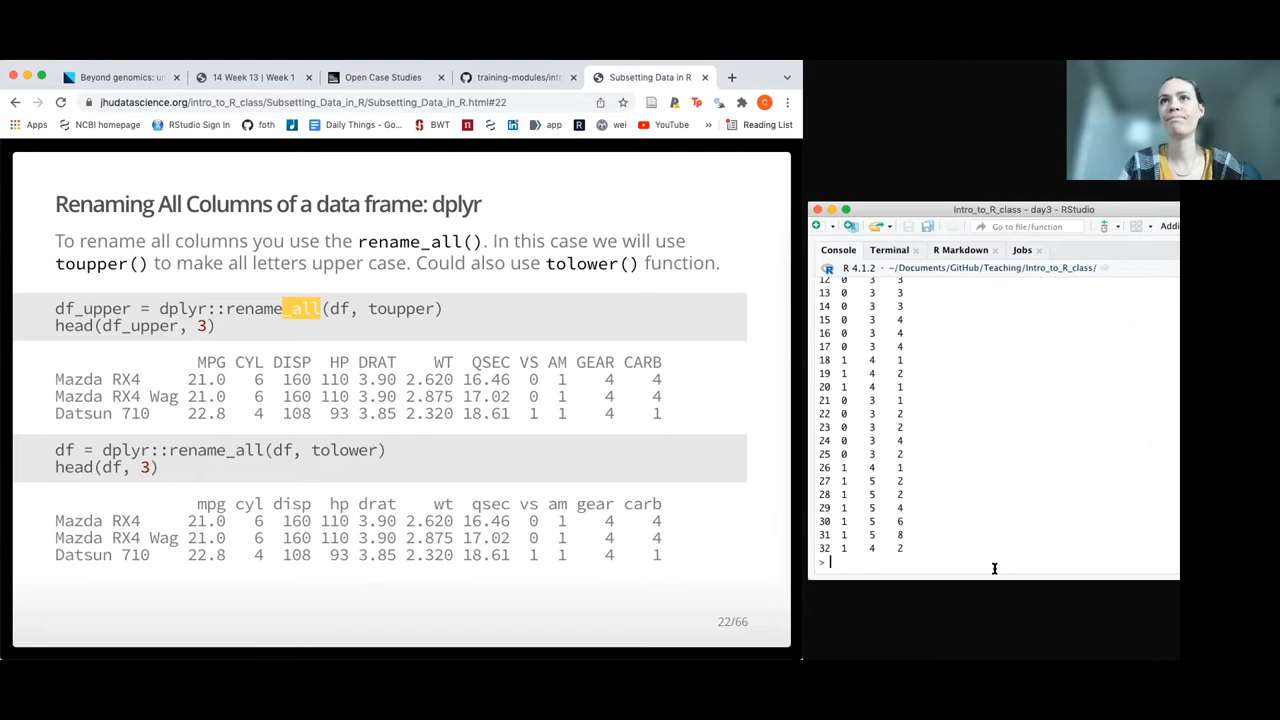 Beyond genomics: un
14 Week 13 | Week 1
Open Case Studies
training-modules/intr
Subsetting Data in R
jhudatascience.org/intro_to_R_class/Subsetting_Data_in_R/Subsetting_Data_in_R.html#22
Apps
NCBI homepage
RStudio Sign In
foth
Daily Things - Go...
BWT
app
wei
YouTube
»
Reading List
Renaming All Columns of a data frame: dplyr
To rename all columns you use the rename_all(). In this case we will use
toupper() to make all letters upper case. Could also use tolower() function.
df_upper = dplyr::rename_all(df, toupper)
head(df_upper, 3)
MPG CYL DISP HP DRAT WT QSEC VS AM GEAR CARB
Mazda RX4 21.0 6 160 110 3.90 2.620 16.46 0 1 4 4
Mazda RX4 Wag 21.0 6 160 110 3.90 2.875 17.02 0 1 4 4
Datsun 710 22.8 4 108 93 3.85 2.320 18.61 1 1 4 1
df = dplyr::rename_all(df, tolower)
head(df, 3)
mpg cyl disp hp drat wt qsec vs am gear carb
Mazda RX4 21.0 6 160 110 3.90 2.620 16.46 0 1 4 4
Mazda RX4 Wag 21.0 6 160 110 3.90 2.875 17.02 0 1 4 4
Datsun 710 22.8 4 108 93 3.85 2.320 18.61 1 1 4 1
22/66
intro_to_R_class - day3 - RStudio
Go to file/function
Addi
Console
Terminal
R Markdown
Jobs
R 4.1.2 · ~/Documents/GitHub/Teaching/Intro_to_R_class/
12 0 3 3
13 0 3 3
14 0 3 3
15 0 3 4
16 0 3 4
17 0 3 4
18 1 4 1
19 1 4 2
20 1 4 1
21 0 3 1
22 0 3 2
23 0 3 2
24 0 3 4
25 0 3 2
26 1 4 1
27 1 5 2
28 1 5 2
29 1 5 4
30 1 5 6
31 1 5 8
32 1 4 2
>